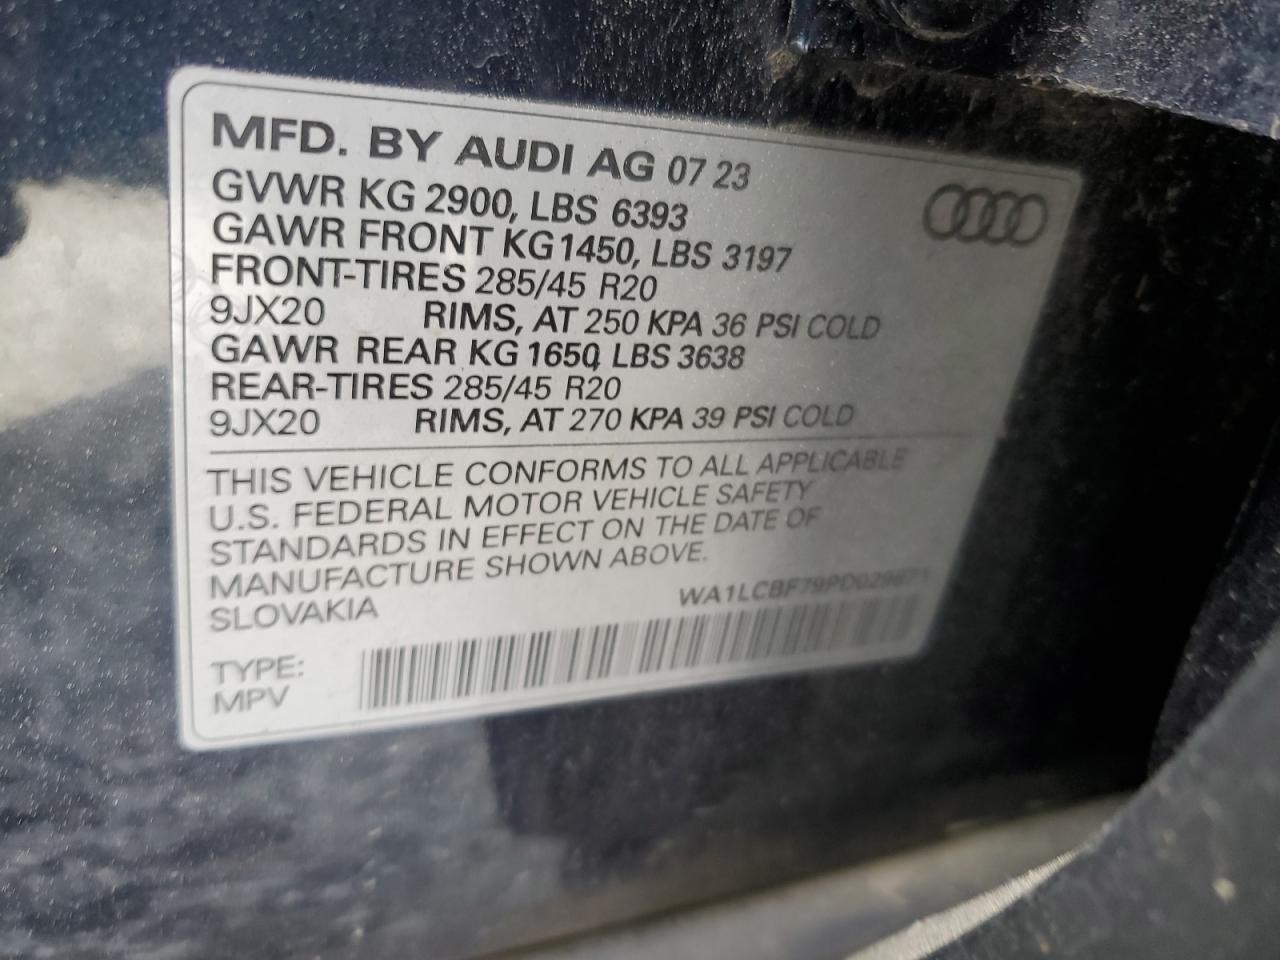 MFD. BY AUDI AG 07 23
GVWR KG 2900, LBS 6393
GAWR FRONT KG 1450, LBS 3197
FRONT-TIRES 285/45 R20
9JX20 RIMS, AT 250 KPA 36 PSI COLD
GAWR REAR KG 1650, LBS 3638
REAR-TIRES 285/45 R20
9JX20 RIMS, AT 270 KPA 39 PSI COLD
THIS VEHICLE CONFORMS TO ALL APPLICABLE
U.S. FEDERAL MOTOR VEHICLE SAFETY
STANDARDS IN EFFECT ON THE DATE OF
MANUFACTURE SHOWN ABOVE.
SLOVAKIA
TYPE:
MPV